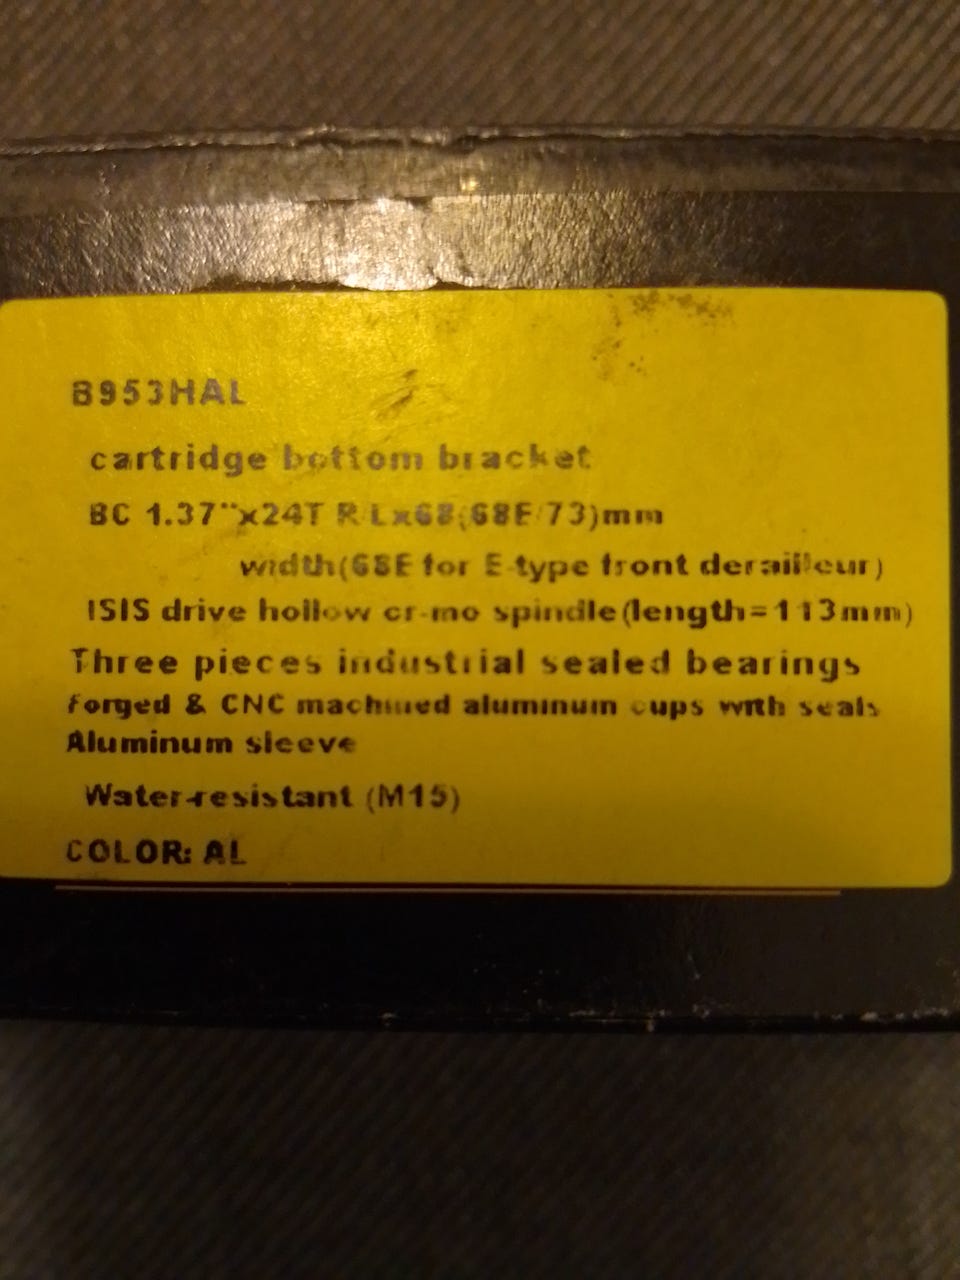 B953HAL
cartridge bottom bracket
BC 1.37"x24T R/Lx68(68E/73)mm
width(68E for E-type front derailleur)
ISIS drive hollow cr-mo spindle(length=113mm)
Three pieces industrial sealed bearings
Forged & CNC machined aluminum cups with seals
Aluminum sleeve
Water-resistant (M15)
COLOR: AL